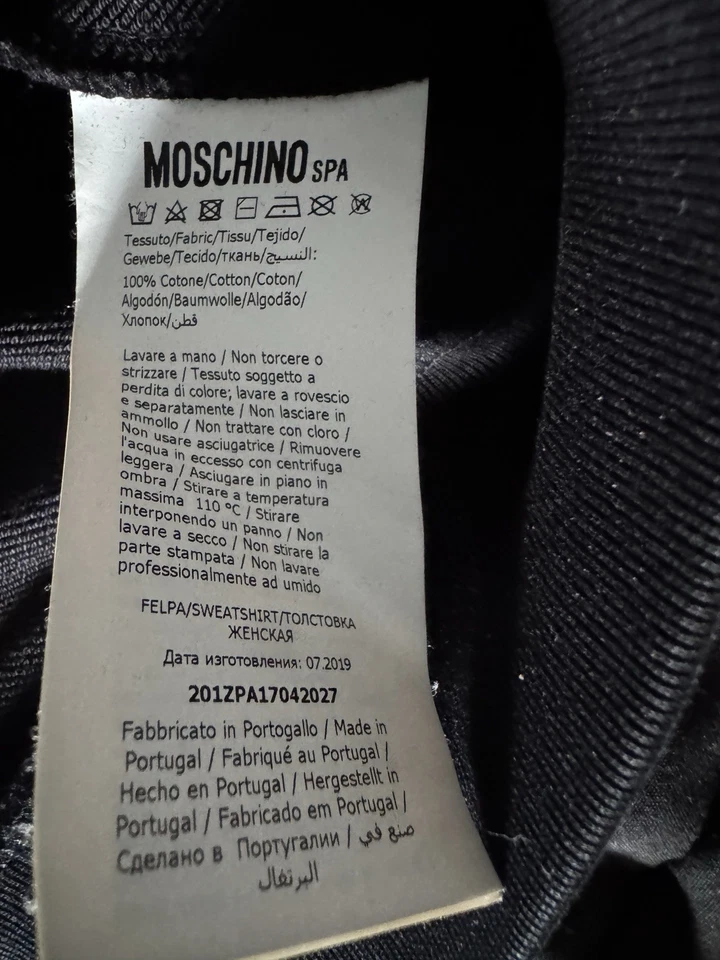 MOSCHINO SPA
Tessuto/Fabric/Tissu/Tejido/
Gewebe/Tecido/ткань/النسيج:
100% Cotone/Cotton/Coton/
Algodón/Baumwolle/Algodão/
Хлопок/قطن
Lavare a mano / Non torcere o
strizzare / Tessuto soggetto a
perdita di colore; lavare a rovescio
e separatamente / Non lasciare in
ammollo / Non trattare con cloro /
Non usare asciugatrice / Rimuovere
l'acqua in eccesso con centrifuga
leggera / Asciugare in piano in
ombra / Stirare a temperatura
massima 110 °C / Stirare
interponendo un panno / Non
lavare a secco / Non stirare la
parte stampata / Non lavare
professionalmente ad umido
FELPA/SWEATSHIRT/ТОЛСТОВКА
ЖЕНСКАЯ
Дата изготовления: 07.2019
201ZPA17042027
Fabbricato in Portogallo / Made in
Portugal / Fabriqué au Portugal /
Hecho en Portugal / Hergestellt in
Portugal / Fabricado em Portugal /
Сделано в Португалии / صنع في
البرتغال